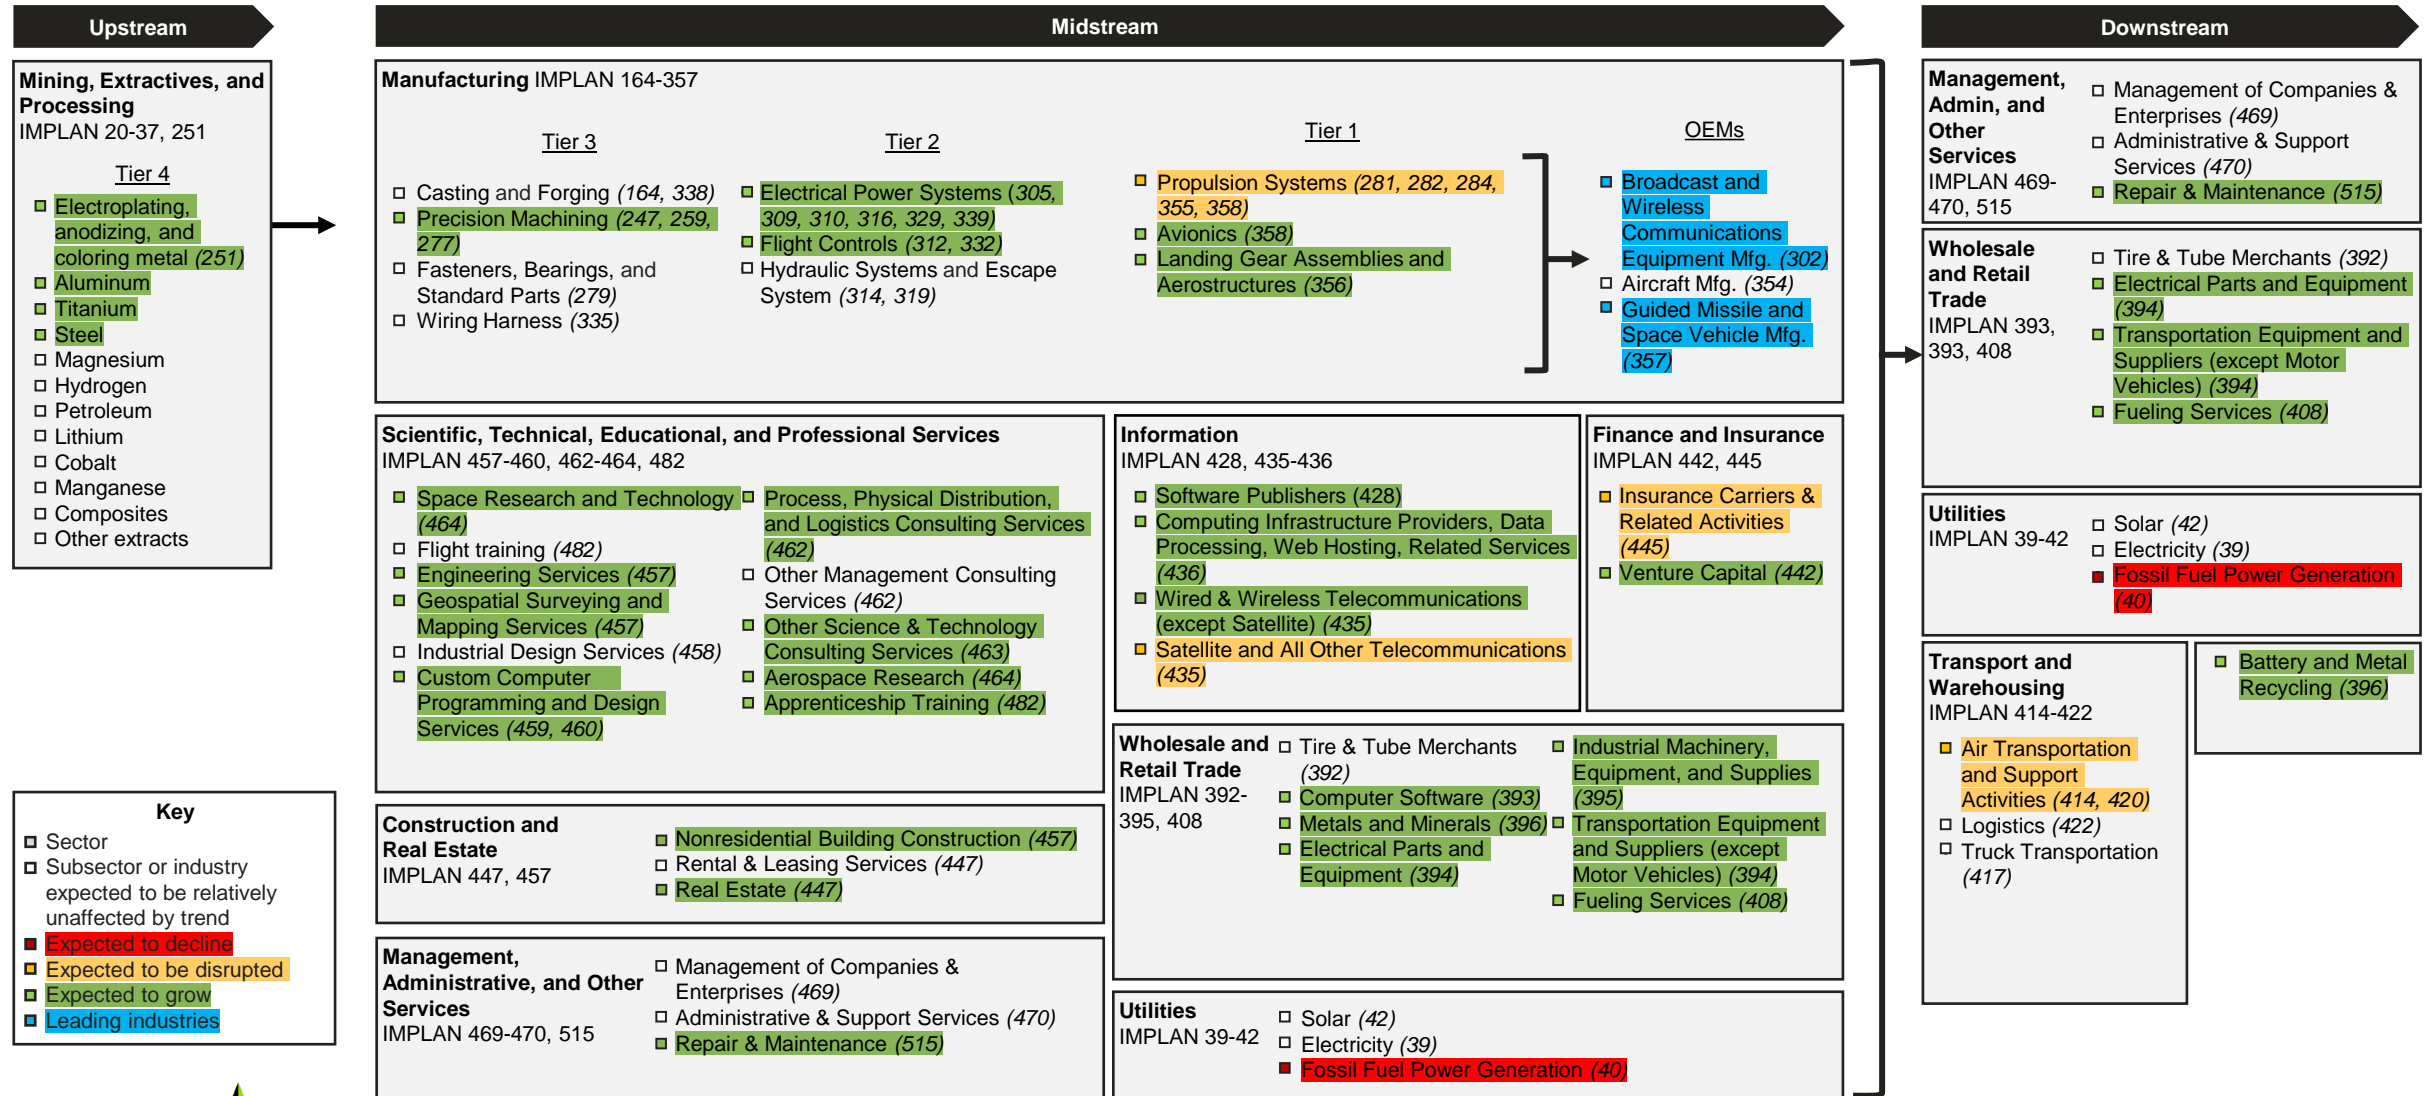 Upstream
Midstream
Downstream
Mining, Extractives, and
Processing
IMPLAN 20-37, 251
Tier 4
Electroplating,
anodizing, and
coloring metal (251)
Aluminum
Titanium
Steel
Magnesium
Hydrogen
Petroleum
Lithium
Cobalt
Manganese
Composites
Other extracts
Manufacturing IMPLAN 164-357
Tier 3
Casting and Forging (164, 338)
Precision Machining (247, 259,
277)
Fasteners, Bearings, and
Standard Parts (279)
Wiring Harness (335)
Tier 2
Electrical Power Systems (305,
309, 310, 316, 329, 339)
Flight Controls (312, 332)
Hydraulic Systems and Escape
System (314, 319)
Tier 1
Propulsion Systems (281, 282, 284,
355, 358)
Avionics (358)
Landing Gear Assemblies and
Aerostructures (356)
OEMs
Broadcast and
Wireless
Communications
Equipment Mfg. (302)
Aircraft Mfg. (354)
Guided Missile and
Space Vehicle Mfg.
(357)
Scientific, Technical, Educational, and Professional Services
IMPLAN 457-460, 462-464, 482
Space Research and Technology
(464)
Flight training (482)
Engineering Services (457)
Geospatial Surveying and
Mapping Services (457)
Industrial Design Services (458)
Custom Computer
Programming and Design
Services (459, 460)
Process, Physical Distribution,
and Logistics Consulting Services
(462)
Other Management Consulting
Services (462)
Other Science & Technology
Consulting Services (463)
Aerospace Research (464)
Apprenticeship Training (482)
Information
IMPLAN 428, 435-436
Software Publishers (428)
Computing Infrastructure Providers, Data
Processing, Web Hosting, Related Services
(436)
Wired & Wireless Telecommunications
(except Satellite) (435)
Satellite and All Other Telecommunications
(435)
Finance and Insurance
IMPLAN 442, 445
Insurance Carriers &
Related Activities
(445)
Venture Capital (442)
Construction and
Real Estate
IMPLAN 447, 457
Nonresidential Building Construction (457)
Rental & Leasing Services (447)
Real Estate (447)
Wholesale and
Retail Trade
IMPLAN 392-
395, 408
Tire & Tube Merchants
(392)
Computer Software (393)
Metals and Minerals (396)
Electrical Parts and
Equipment (394)
Industrial Machinery,
Equipment, and Supplies
(395)
Transportation Equipment
and Suppliers (except
Motor Vehicles) (394)
Fueling Services (408)
Management,
Administrative, and Other
Services
IMPLAN 469-470, 515
Management of Companies &
Enterprises (469)
Administrative & Support Services (470)
Repair & Maintenance (515)
Utilities
IMPLAN 39-42
Solar (42)
Electricity (39)
Fossil Fuel Power Generation (40)
Management,
Admin, and
Other
Services
IMPLAN 469-
470, 515
Management of Companies &
Enterprises (469)
Administrative & Support
Services (470)
Repair & Maintenance (515)
Wholesale
and Retail
Trade
IMPLAN 393,
393, 408
Tire & Tube Merchants (392)
Electrical Parts and Equipment
(394)
Transportation Equipment and
Suppliers (except Motor
Vehicles) (394)
Fueling Services (408)
Utilities
IMPLAN 39-42
Solar (42)
Electricity (39)
Fossil Fuel Power Generation
(40)
Transport and
Warehousing
IMPLAN 414-422
Air Transportation
and Support
Activities (414, 420)
Logistics (422)
Truck Transportation
(417)
Battery and Metal
Recycling (396)
Key
Sector
Subsector or industry
expected to be relatively
unaffected by trend
Expected to decline
Expected to be disrupted
Expected to grow
Leading industries